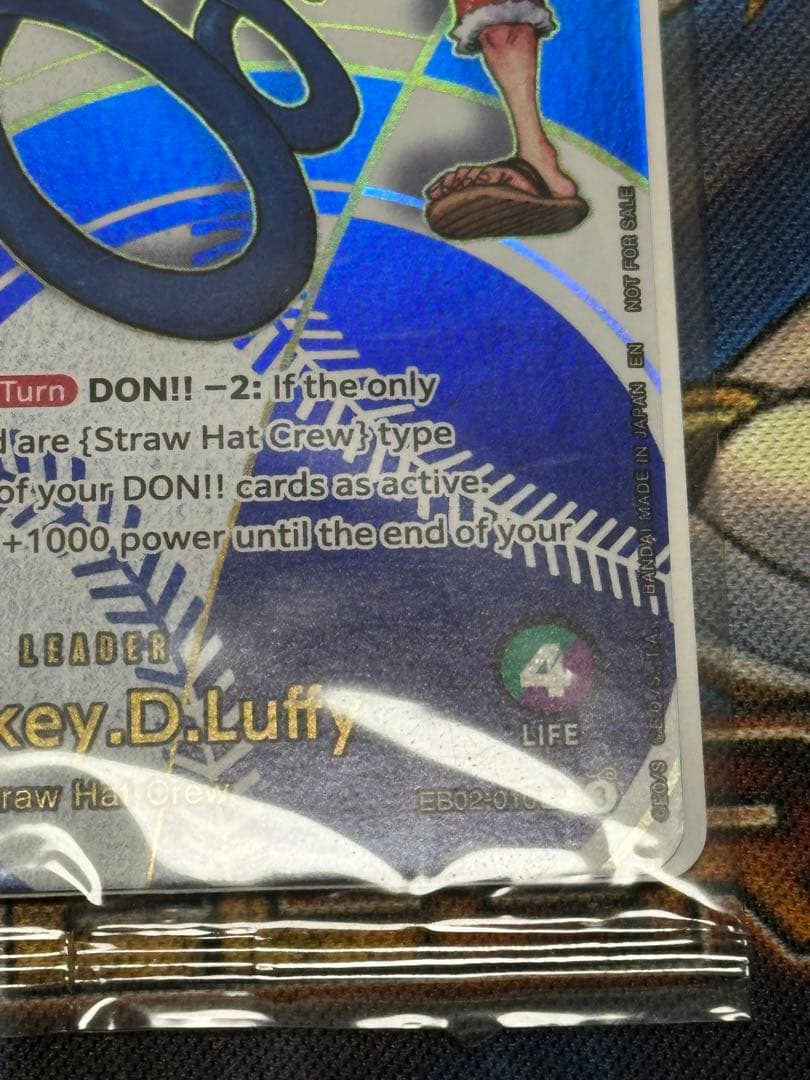 Turn DON!! −2: If the only
are {Straw Hat Crew} type
of your DON!! cards as active.
+1000 power until the end of your
LEADER
key.D.Luffy
4
LIFE
raw Hat Crew
EB02-010
©E.O/S. ©E.O/S., T.A. BANDAI MADE IN JAPAN EN NOT FOR SALE